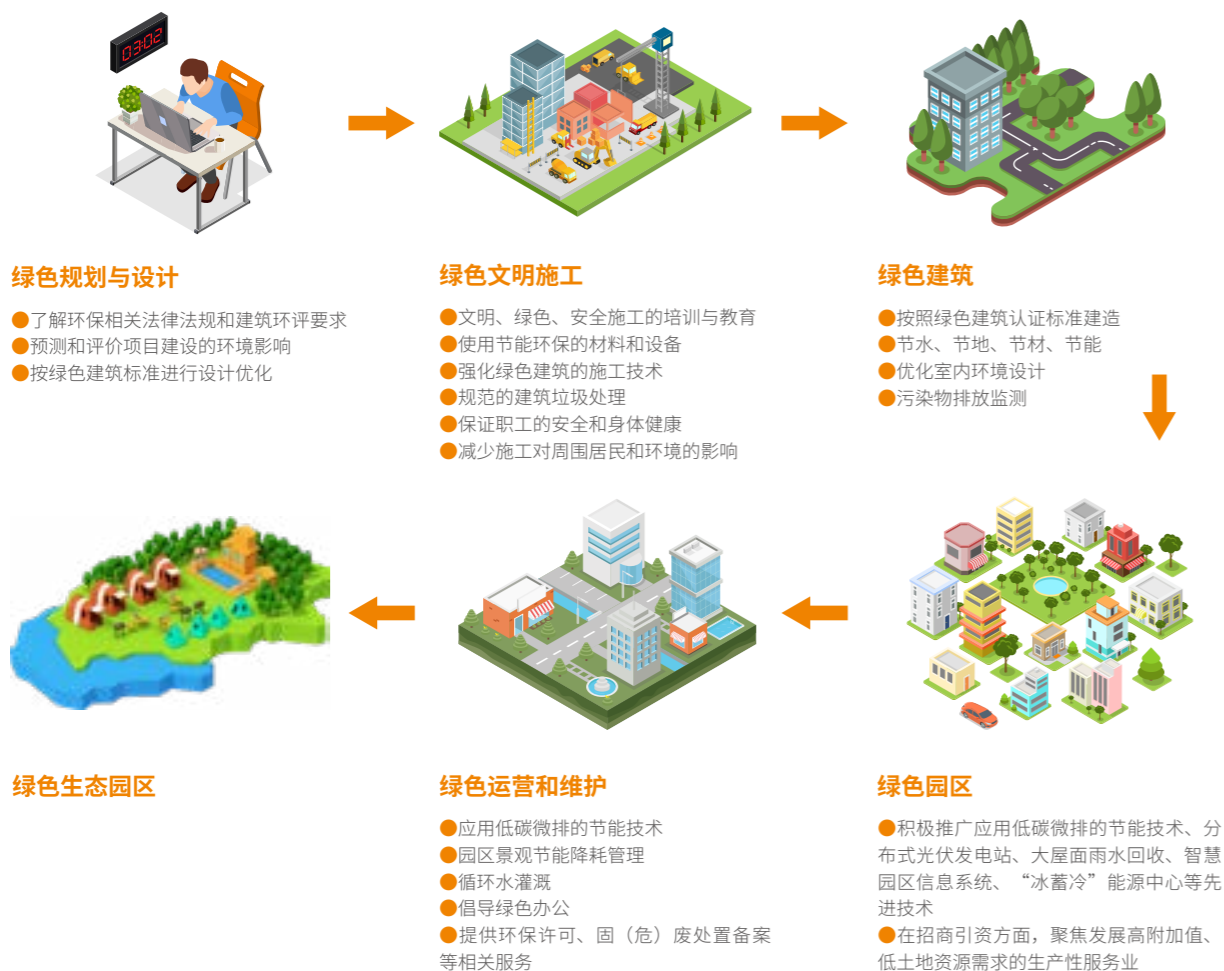 03:02
绿色规划与设计
●了解环保相关法律法规和建筑环评要求
●预测和评价项目建设的环境影响
●按绿色建筑标准进行设计优化
绿色文明施工
●文明、绿色、安全施工的培训与教育
●使用节能环保的材料和设备
●强化绿色建筑的施工技术
●规范的建筑垃圾处理
●保证职工的安全和身体健康
●减少施工对周围居民和环境的影响
绿色建筑
●按照绿色建筑认证标准建造
●节水、节地、节材、节能
●优化室内环境设计
●污染物排放监测
绿色园区
●积极推广应用低碳微排的节能技术、分
布式光伏发电站、大屋面雨水回收、智慧
园区信息系统、“冰蓄冷”能源中心等先
进技术
●在招商引资方面，聚焦发展高附加值、
低土地资源需求的生产性服务业
绿色运营和维护
●应用低碳微排的节能技术
●园区景观节能降耗管理
●循环水灌溉
●倡导绿色办公
●提供环保许可、固（危）废处置备案
等相关服务
绿色生态园区